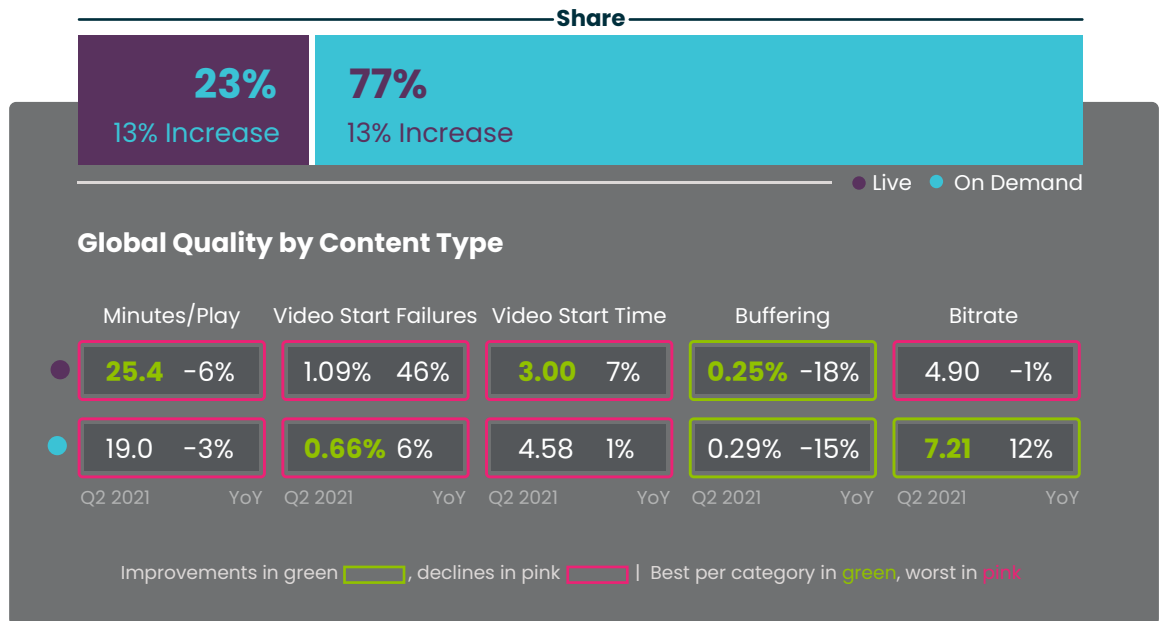 Share
23% 77%
13% Increase 13% Increase
Live On Demand
Global Quality by Content Type
Minutes/Play Video Start Failures Video Start Time Buffering Bitrate
25.4 -6% 1.09% 46% 3.00 7% 0.25% -18% 4.90 -1%
19.0 -3% 0.66% 6% 4.58 1% 0.29% -15% 7.21 12%
Q2 2021 YoY Q2 2021 YoY Q2 2021 YoY Q2 2021 YoY Q2 2021 YoY
Improvements in green , declines in pink | Best per category in green, worst in pink